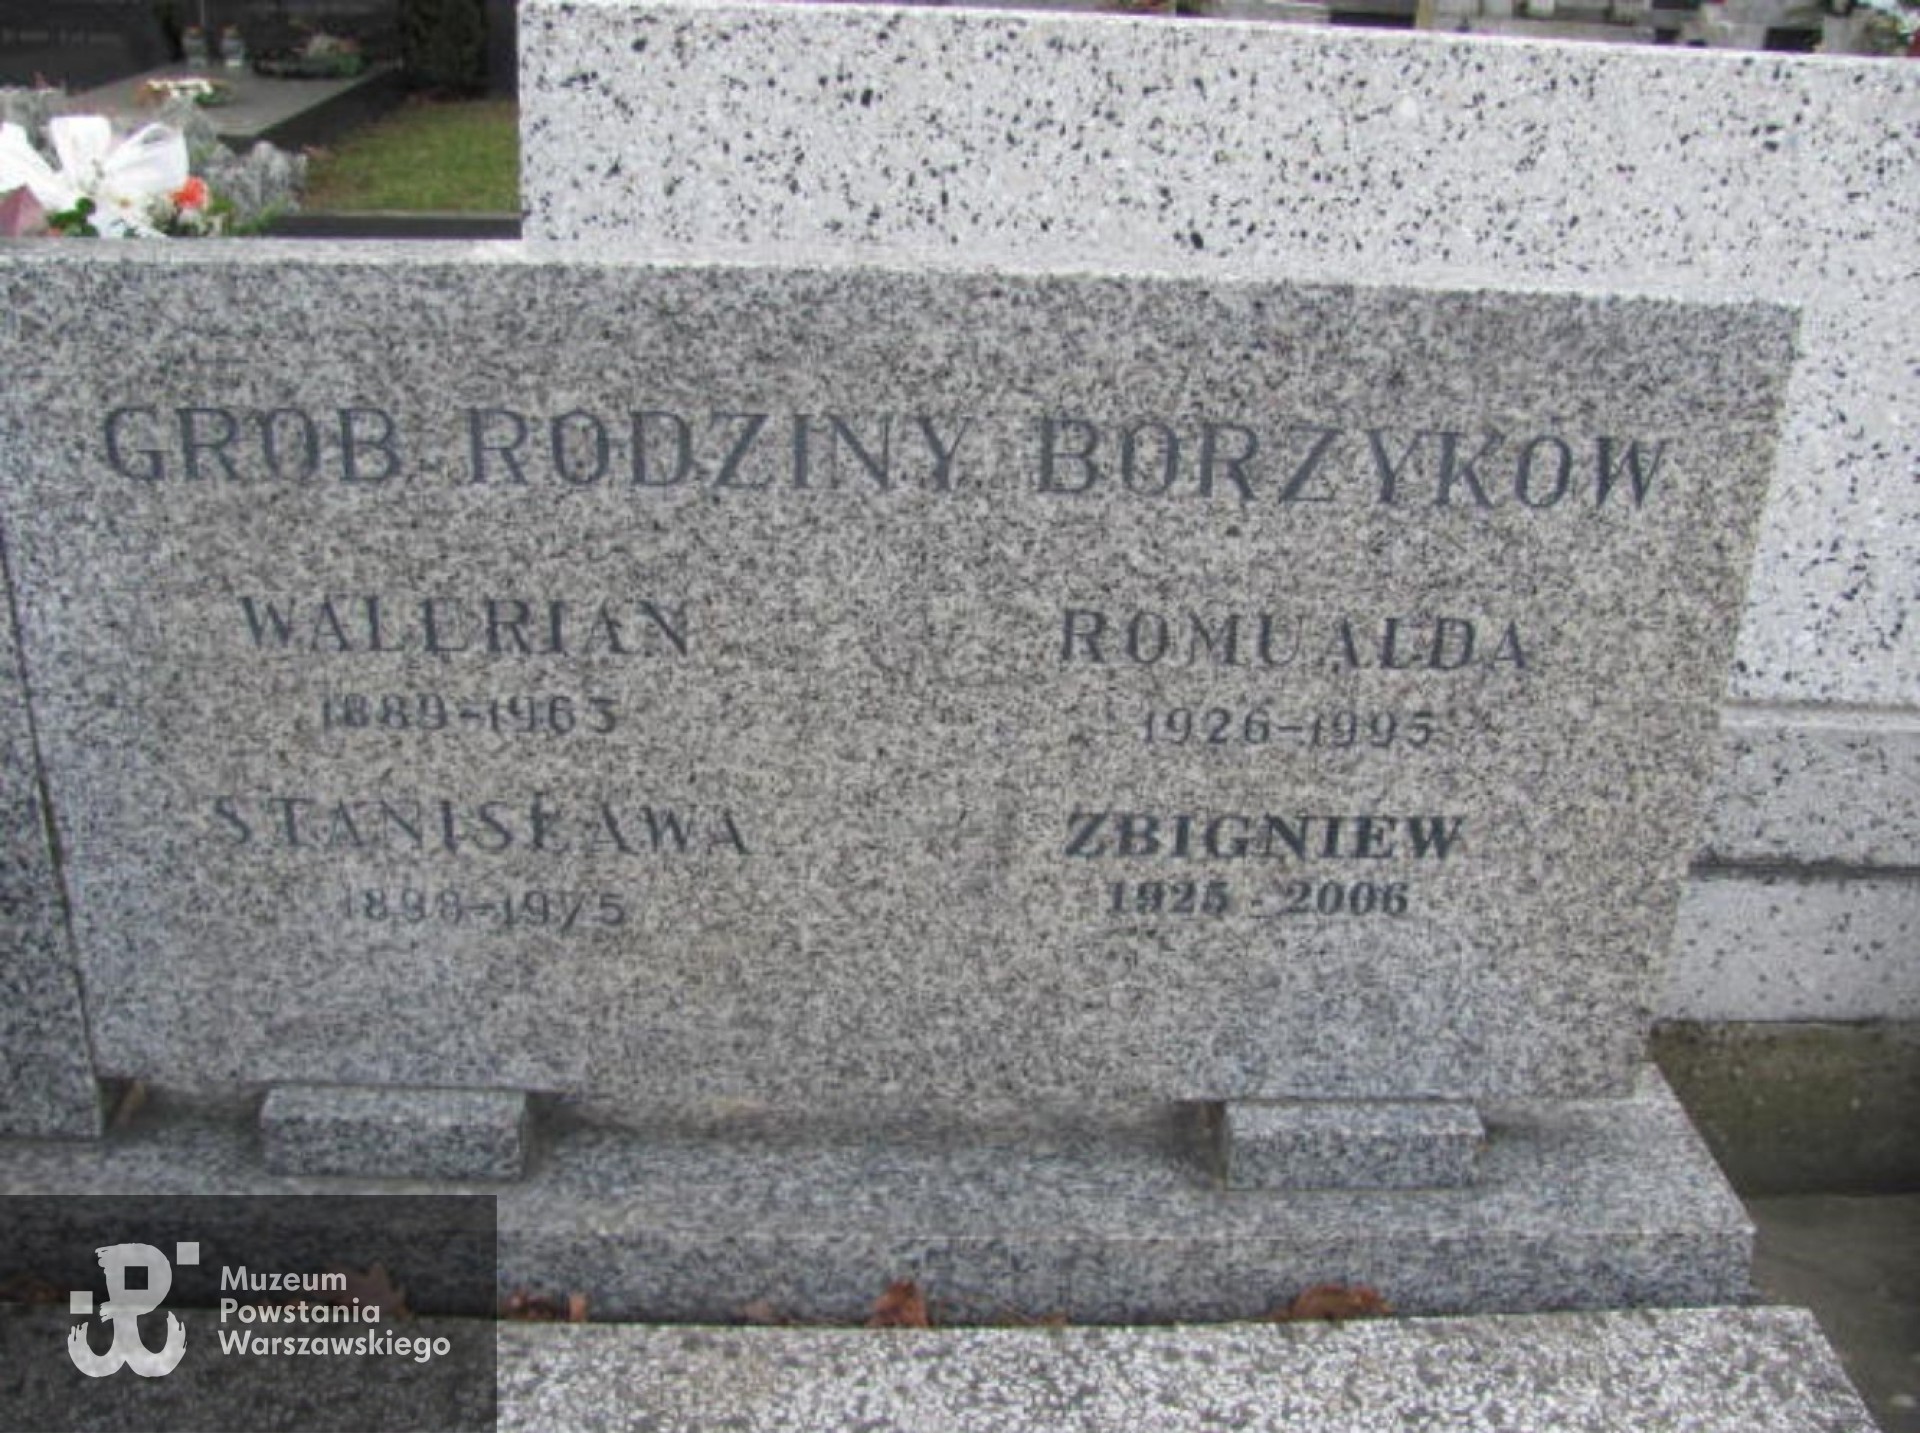 GRÓB RODZINY BORZYKÓW
WALERIAN
1889-1963
STANISŁAWA
1898-1975
ROMUALDA
1926-1995
ZBIGNIEW
1925 - 2006
Muzeum
Powstania
Warszawskiego